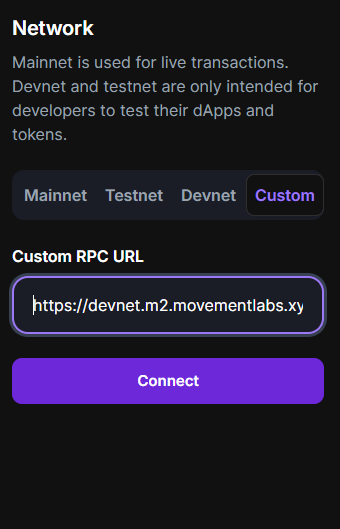 Network
Mainnet is used for live transactions.
Devnet and testnet are only intended for
developers to test their dApps and
tokens.
Mainnet Testnet Devnet Custom
Custom RPC URL
https://devnet.m2.movementlabs.xy
Connect